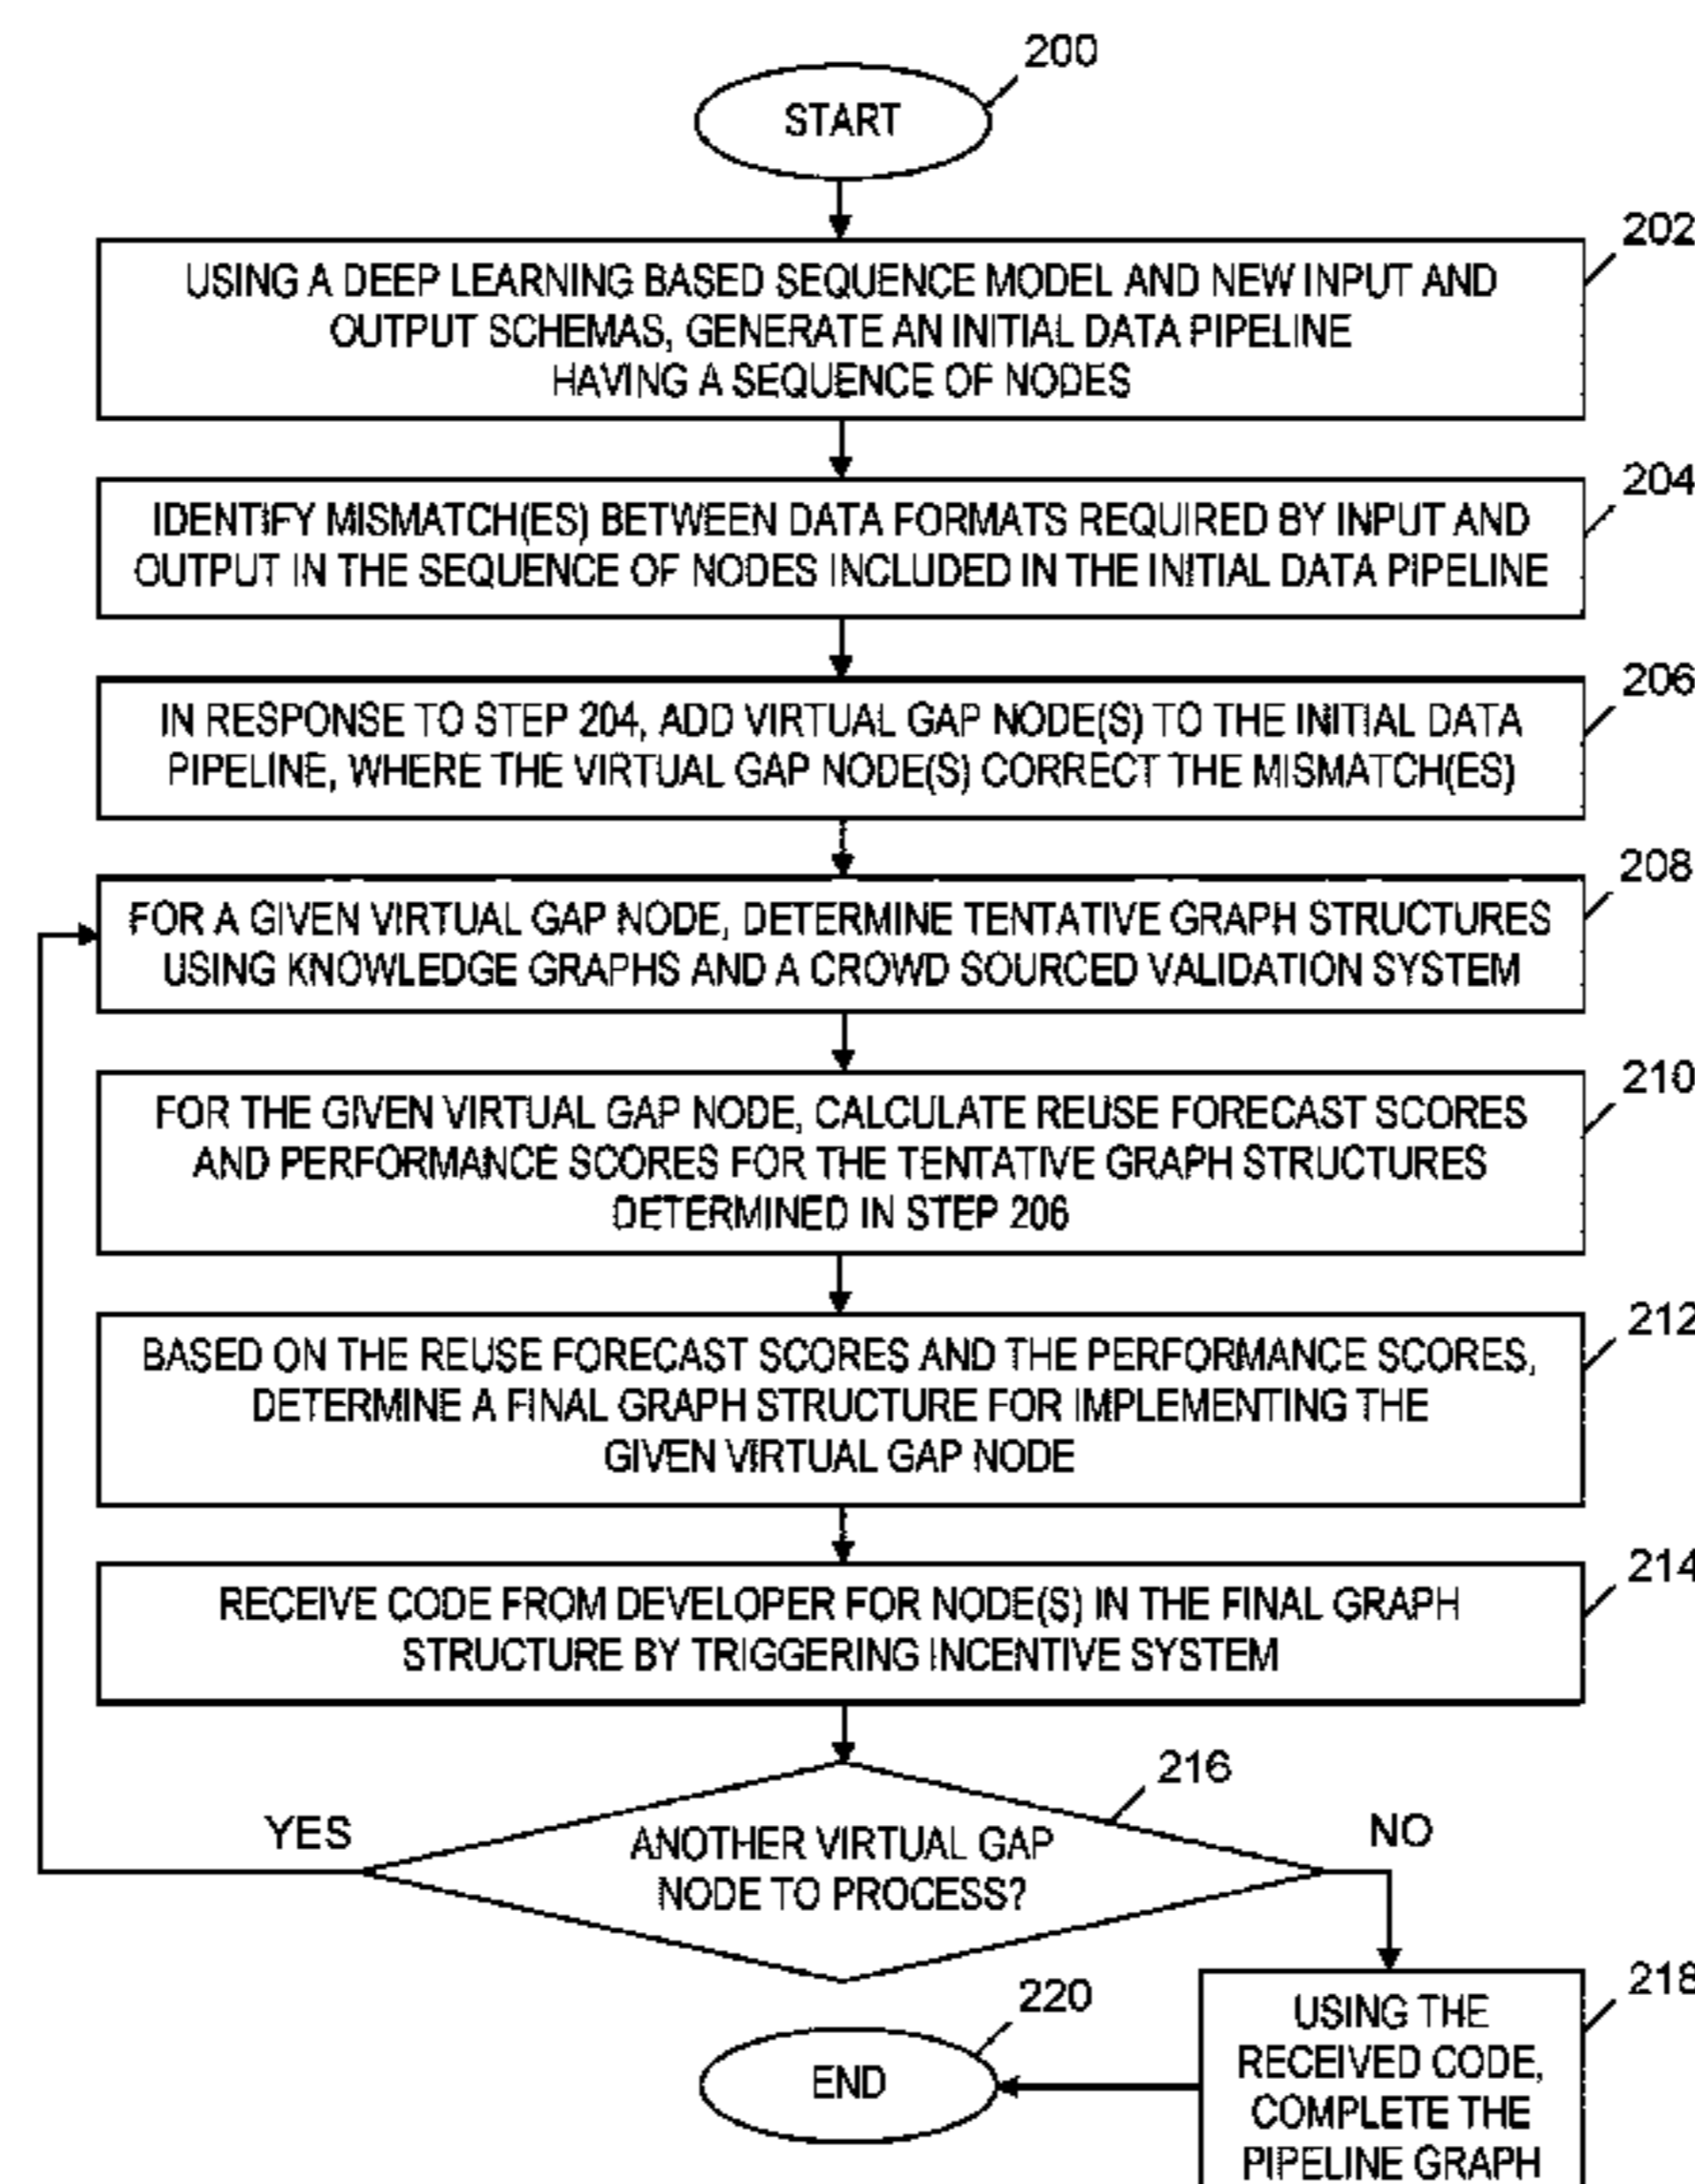 200
START
202
USING A DEEP LEARNING BASED SEQUENCE MODEL AND NEW INPUT AND
OUTPUT SCHEMAS, GENERATE AN INITIAL DATA PIPELINE
HAVING A SEQUENCE OF NODES
204
IDENTIFY MISMATCH(ES) BETWEEN DATA FORMATS REQUIRED BY INPUT AND
OUTPUT IN THE SEQUENCE OF NODES INCLUDED IN THE INITIAL DATA PIPELINE
206
IN RESPONSE TO STEP 204, ADD VIRTUAL GAP NODE(S) TO THE INITIAL DATA
PIPELINE, WHERE THE VIRTUAL GAP NODE(S) CORRECT THE MISMATCH(ES)
208
FOR A GIVEN VIRTUAL GAP NODE, DETERMINE TENTATIVE GRAPH STRUCTURES
USING KNOWLEDGE GRAPHS AND A CROWD SOURCED VALIDATION SYSTEM
210
FOR THE GIVEN VIRTUAL GAP NODE, CALCULATE REUSE FORECAST SCORES
AND PERFORMANCE SCORES FOR THE TENTATIVE GRAPH STRUCTURES
DETERMINED IN STEP 206
212
BASED ON THE REUSE FORECAST SCORES AND THE PERFORMANCE SCORES,
DETERMINE A FINAL GRAPH STRUCTURE FOR IMPLEMENTING THE
GIVEN VIRTUAL GAP NODE
214
RECEIVE CODE FROM DEVELOPER FOR NODE(S) IN THE FINAL GRAPH
STRUCTURE BY TRIGGERING INCENTIVE SYSTEM
216
YES
NO
ANOTHER VIRTUAL GAP
NODE TO PROCESS?
218
USING THE
RECEIVED CODE,
COMPLETE THE
PIPELINE GRAPH
220
END